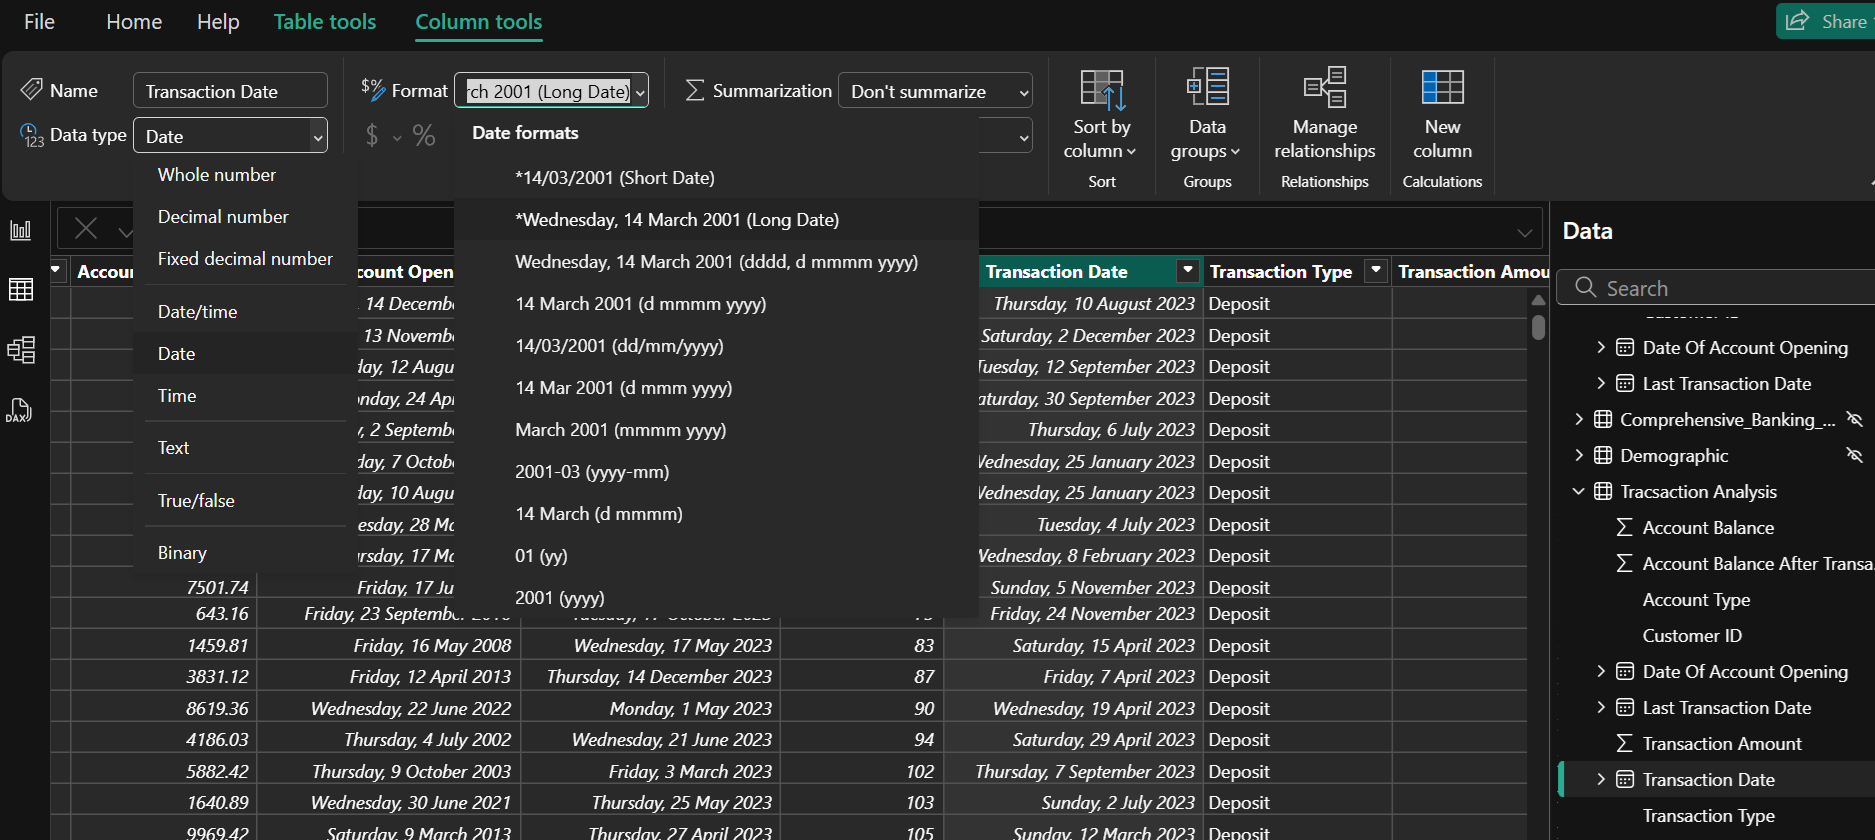 File Home Help Table tools Column tools Share
Name Transaction Date Format rch 2001 (Long Date) Summarization Don't summarize
Data type Date $ %
Sort by column
Data groups
Manage relationships
New column
Sort Groups Relationships Calculations
Whole number
Decimal number
Fixed decimal number
Date/time
Date
Time
Text
True/false
Binary
Date formats
*14/03/2001 (Short Date)
*Wednesday, 14 March 2001 (Long Date)
Wednesday, 14 March 2001 (dddd, d mmmm yyyy)
14 March 2001 (d mmmm yyyy)
14/03/2001 (dd/mm/yyyy)
14 Mar 2001 (d mmm yyyy)
March 2001 (mmmm yyyy)
2001-03 (yyyy-mm)
14 March (d mmmm)
01 (yy)
2001 (yyyy)
Accou count Open Transaction Date Transaction Type Transaction Amou
, 14 Decemb Thursday, 10 August 2023 Deposit
13 Novemb Saturday, 2 December 2023 Deposit
day, 12 Augu Tuesday, 12 September 2023 Deposit
nday, 24 Ap aturday, 30 September 2023 Deposit
, 2 Septemb Thursday, 6 July 2023 Deposit
day, 7 Octob Wednesday, 25 January 2023 Deposit
day, 10 Augu Wednesday, 25 January 2023 Deposit
esday, 28 M Tuesday, 4 July 2023 Deposit
rsday, 17 M Wednesday, 8 February 2023 Deposit
7501.74 Friday, 17 Ju Sunday, 5 November 2023 Deposit
643.16 Friday, 23 September Friday, 24 November 2023 Deposit
1459.81 Friday, 16 May 2008 Wednesday, 17 May 2023 83 Saturday, 15 April 2023 Deposit
3831.12 Friday, 12 April 2013 Thursday, 14 December 2023 87 Friday, 7 April 2023 Deposit
8619.36 Wednesday, 22 June 2022 Monday, 1 May 2023 90 Wednesday, 19 April 2023 Deposit
4186.03 Thursday, 4 July 2002 Wednesday, 21 June 2023 94 Saturday, 29 April 2023 Deposit
5882.42 Thursday, 9 October 2003 Friday, 3 March 2023 102 Thursday, 7 September 2023 Deposit
1640.89 Wednesday, 30 June 2021 Thursday, 25 May 2023 103 Sunday, 2 July 2023 Deposit
9969.42 Saturday, 9 March 2013 Thursday, 27 April 2023 105 Sunday, 12 March 2023 Deposit
DAX
Data
Search
Date Of Account Opening
Last Transaction Date
Comprehensive_Banking_...
Demographic
Tracsaction Analysis
Account Balance
Account Balance After Transa
Account Type
Customer ID
Date Of Account Opening
Last Transaction Date
Transaction Amount
Transaction Date
Transaction Type